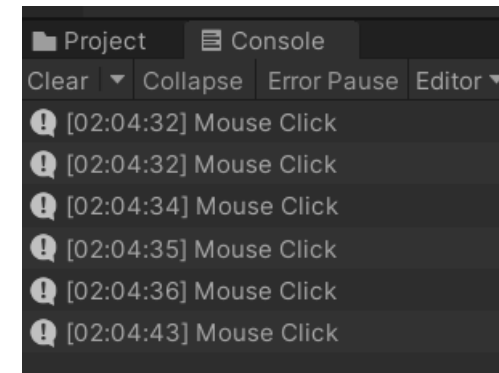 Project Console
Clear Collapse Error Pause Editor
[02:04:32] Mouse Click
[02:04:32] Mouse Click
[02:04:34] Mouse Click
[02:04:35] Mouse Click
[02:04:36] Mouse Click
[02:04:43] Mouse Click